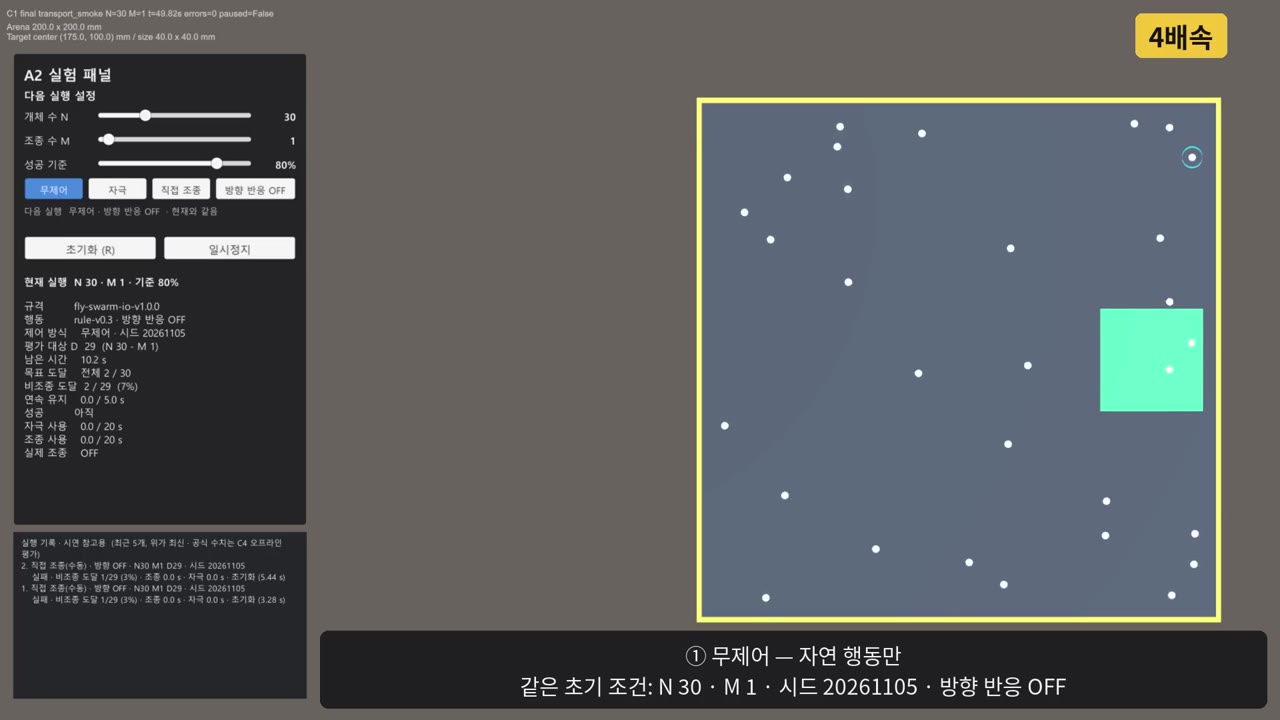 C1 final transport_smoke N=30 M=1 t=49.82s errors=0 paused=False
Arena 200.0 x 200.0 mm
Target center (175.0, 100.0) mm / size 40.0 x 40.0 mm
4배속
A2 실험 패널
다음 실행 설정
개체 수 N 30
조종 수 M 1
성공 기준 80%
무제어 자극 직접 조종 방향 반응 OFF
다음 실행 무제어 · 방향 반응 OFF · 현재와 같음
초기화 (R) 일시정지
현재 실행 N 30 · M 1 · 기준 80%
규격 fly-swarm-io-v1.0.0
행동 rule-v0.3 · 방향 반응 OFF
제어 방식 무제어 · 시드 20261105
평가 대상 D 29 (N 30 - M 1)
남은 시간 10.2 s
목표 도달 전체 2 / 30
비조종 도달 2 / 29 (7%)
연속 유지 0.0 / 5.0 s
성공 아직
자극 사용 0.0 / 20 s
조종 사용 0.0 / 20 s
실제 조종 OFF
실행 기록 · 시연 참고용 (최근 5개, 위가 최신 · 공식 수치는 C4 오프라인
평가)
2. 직접 조종(수동) · 방향 OFF · N30 M1 D29 · 시드 20261105
실패 · 비조종 도달 1/29 (3%) · 조종 0.0 s · 자극 0.0 s · 초기화 (5.44 s)
1. 직접 조종(수동) · 방향 OFF · N30 M1 D29 · 시드 20261105
실패 · 비조종 도달 1/29 (3%) · 조종 0.0 s · 자극 0.0 s · 초기화 (3.28 s)
① 무제어 — 자연 행동만
같은 초기 조건: N 30 · M 1 · 시드 20261105 · 방향 반응 OFF